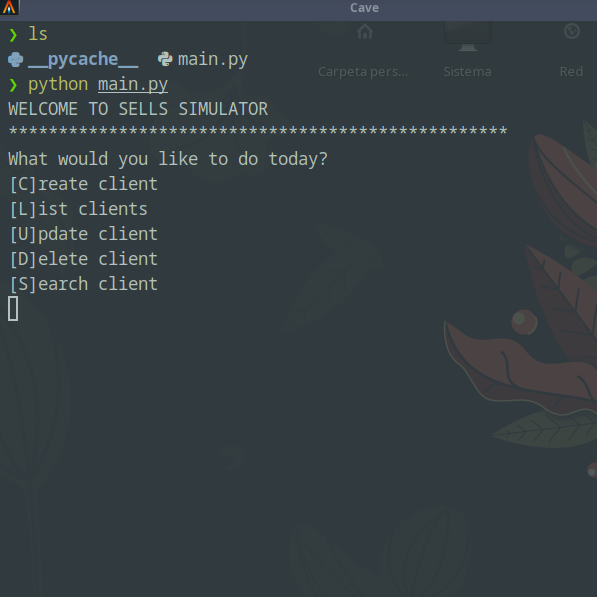 Cave
❯ ls
__pycache__ main.py
❯ python main.py
WELCOME TO SELLS SIMULATOR
**************************************************
What would you like to do today?
[C]reate client
[L]ist clients
[U]pdate client
[D]elete client
[S]earch client
Carpeta pers... Sistema Red